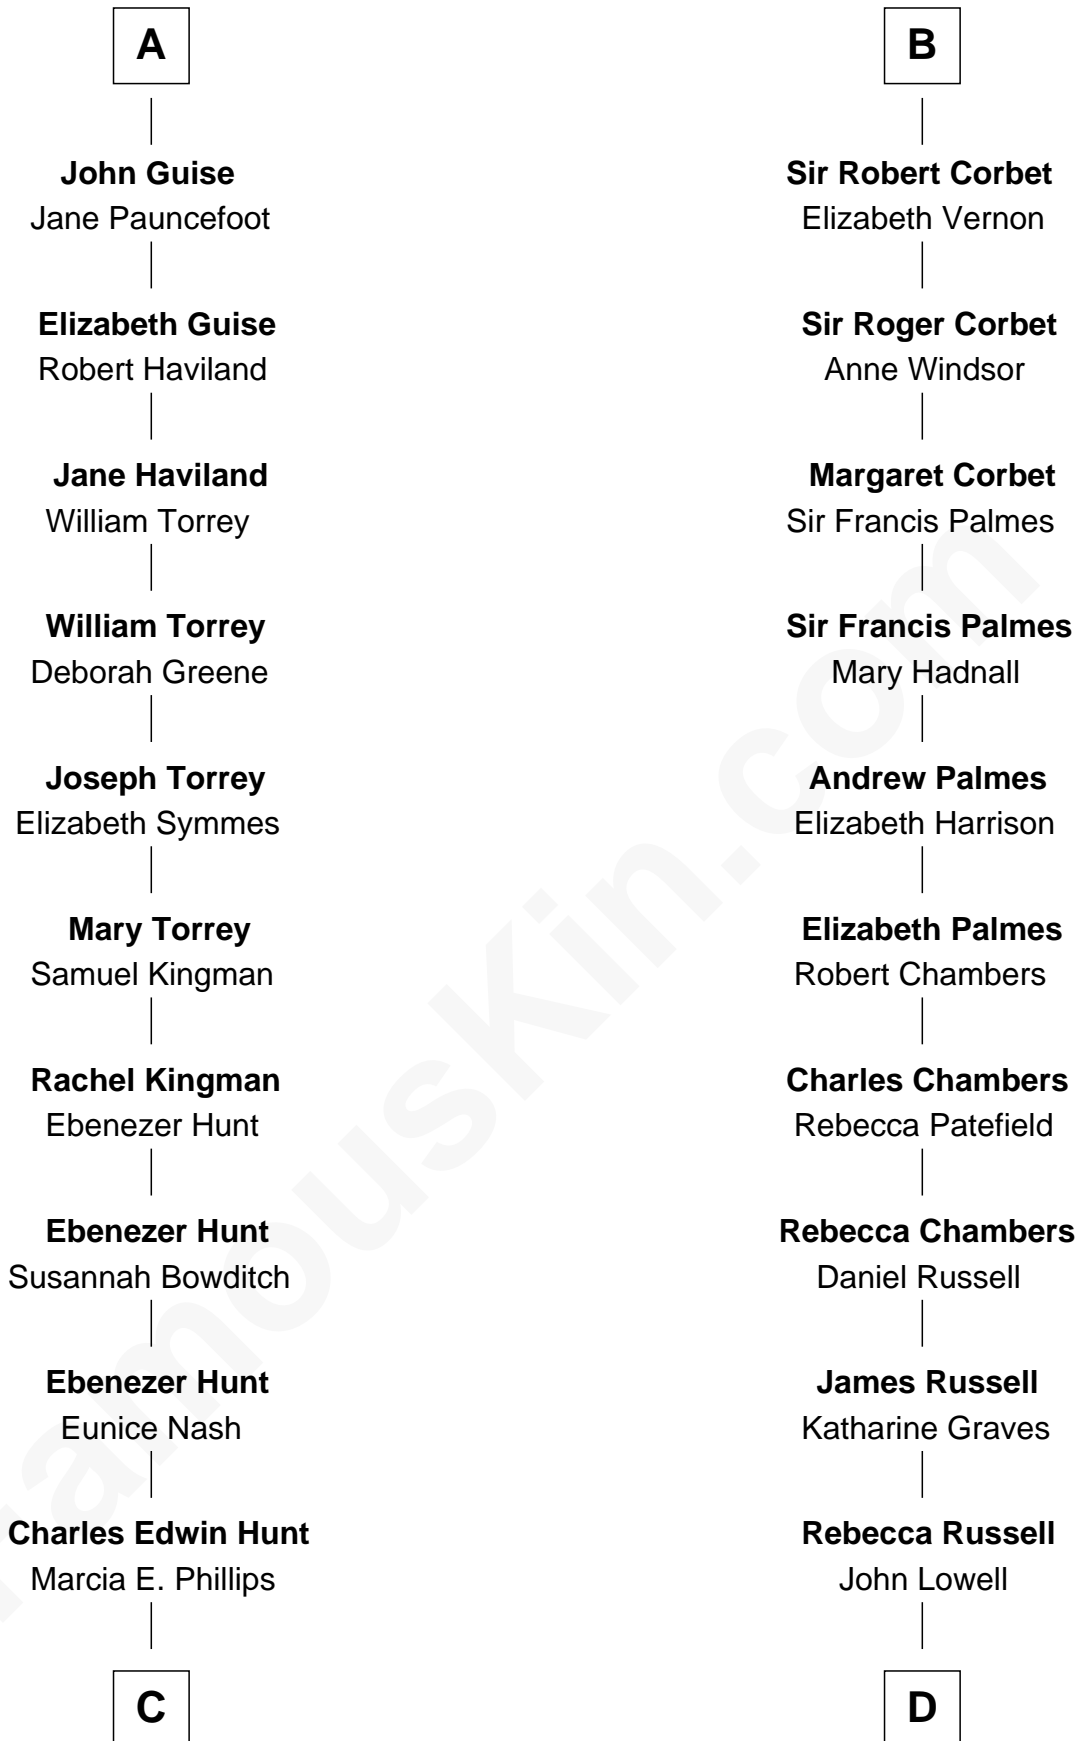 A
John Guise
Jane Pauncefoot
Elizabeth Guise
Robert Haviland
Jane Haviland
William Torrey
William Torrey
Deborah Greene
Joseph Torrey
Elizabeth Symmes
Mary Torrey
Samuel Kingman
Rachel Kingman
Ebenezer Hunt
Ebenezer Hunt
Susannah Bowditch
Ebenezer Hunt
Eunice Nash
Charles Edwin Hunt
Marcia E. Phillips
C
B
Sir Robert Corbet
Elizabeth Vernon
Sir Roger Corbet
Anne Windsor
Margaret Corbet
Sir Francis Palmes
Sir Francis Palmes
Mary Hadnall
Andrew Palmes
Elizabeth Harrison
Elizabeth Palmes
Robert Chambers
Charles Chambers
Rebecca Patefield
Rebecca Chambers
Daniel Russell
James Russell
Katharine Graves
Rebecca Russell
John Lowell
D
FamousKin.com